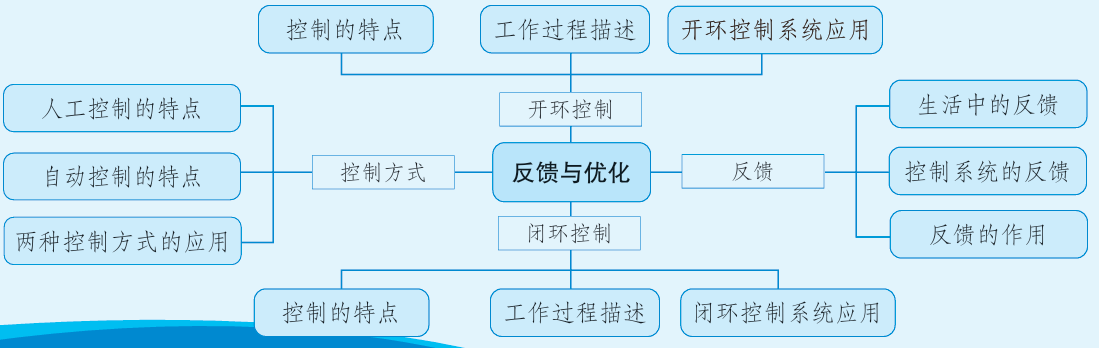 控制的特点
工作过程描述
开环控制系统应用
开环控制
人工控制的特点
自动控制的特点
两种控制方式的应用
控制方式
反馈与优化
反馈
生活中的反馈
控制系统的反馈
反馈的作用
闭环控制
控制的特点
工作过程描述
闭环控制系统应用